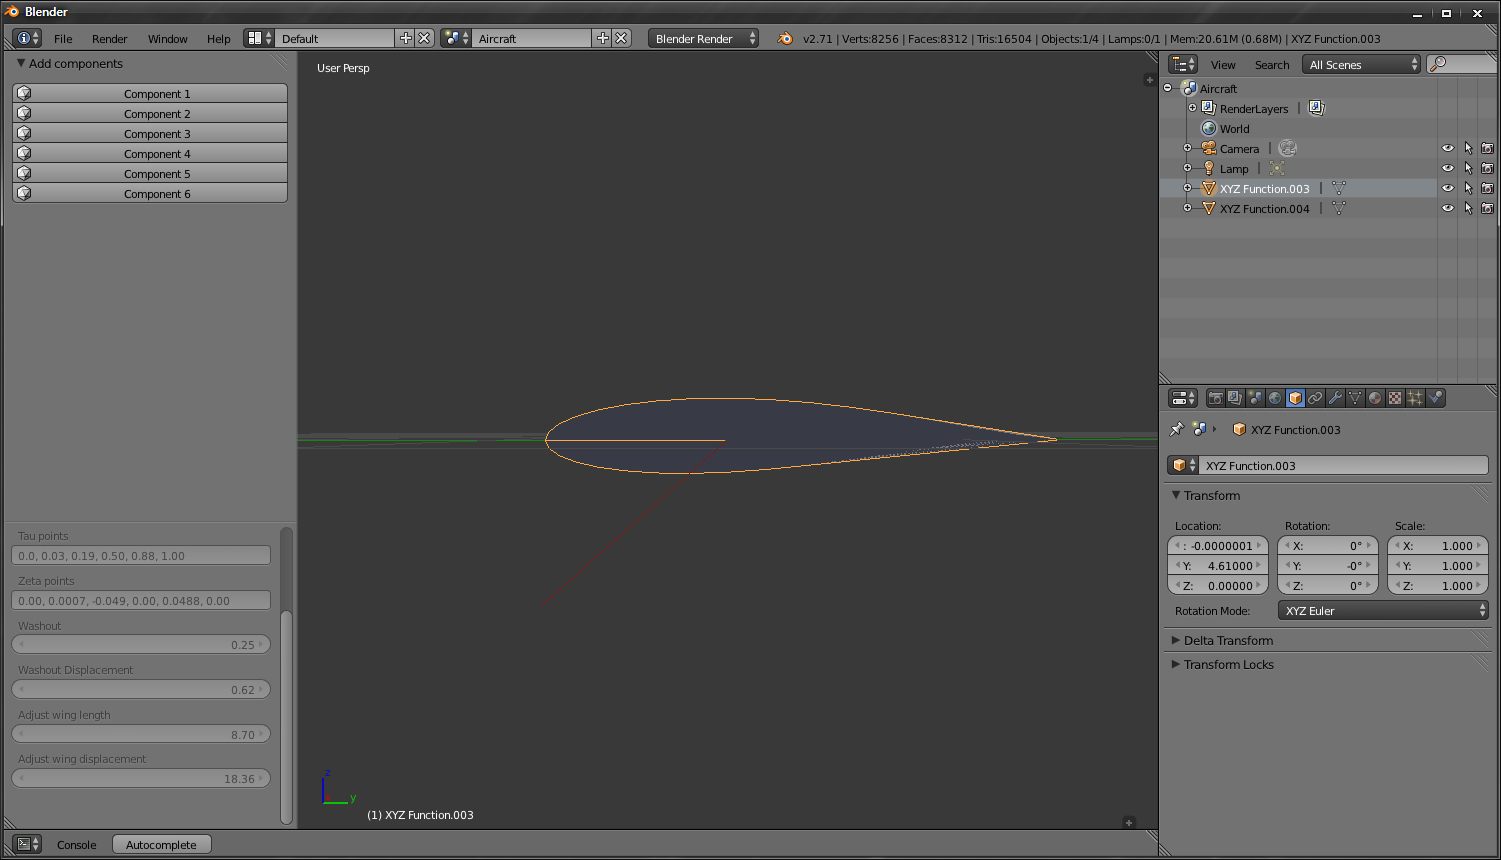 Blender
File Render Window Help Default Aircraft Blender Render v2.71 | Verts:8256 | Faces:8312 | Tris:16504 | Objects:1/4 | Lamps:0/1 | Mem:20.61M (0.68M) | XYZ Function.003
Add components
Component 1
Component 2
Component 3
Component 4
Component 5
Component 6
Tau points
0.0, 0.03, 0.19, 0.50, 0.88, 1.00
Zeta points
0.00, 0.0007, -0.049, 0.00, 0.0488, 0.00
Washout
0.25
Washout Displacement
0.62
Adjust wing length
8.70
Adjust wing displacement
18.36
User Persp
z
y
(1) XYZ Function.003
Console Autocomplete
View Search All Scenes
Aircraft
RenderLayers |
World
Camera |
Lamp |
XYZ Function.003 |
XYZ Function.004 |
XYZ Function.003
XYZ Function.003
Transform
Location: Rotation: Scale:
: -0.0000001 X: 0° X: 1.000
Y: 4.61000 Y: -0° Y: 1.000
Z: 0.00000 Z: 0° Z: 1.000
Rotation Mode: XYZ Euler
Delta Transform
Transform Locks